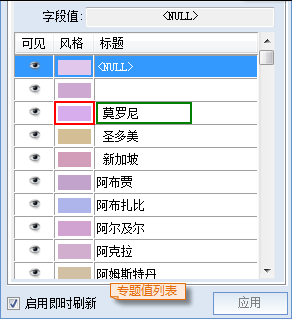 字段值: <NULL>
可见 风格 标题
<NULL>
莫罗尼
圣多美
新加坡
阿布贾
阿布扎比
阿尔及尔
阿克拉
阿姆斯特丹
专题值列表
启用即时刷新 应用